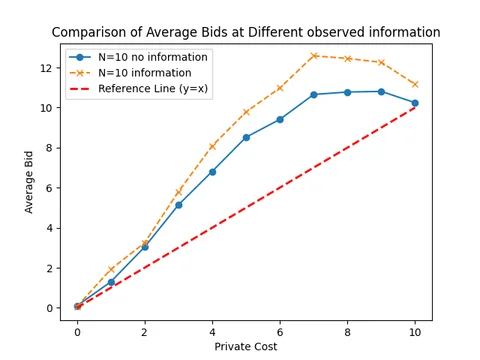 Comparison of Average Bids at Different observed information
N=10 no information
N=10 information
Reference Line (y=x)
Average Bid
12
10
8
6
4
2
0
0 2 4 6 8 10
Private Cost